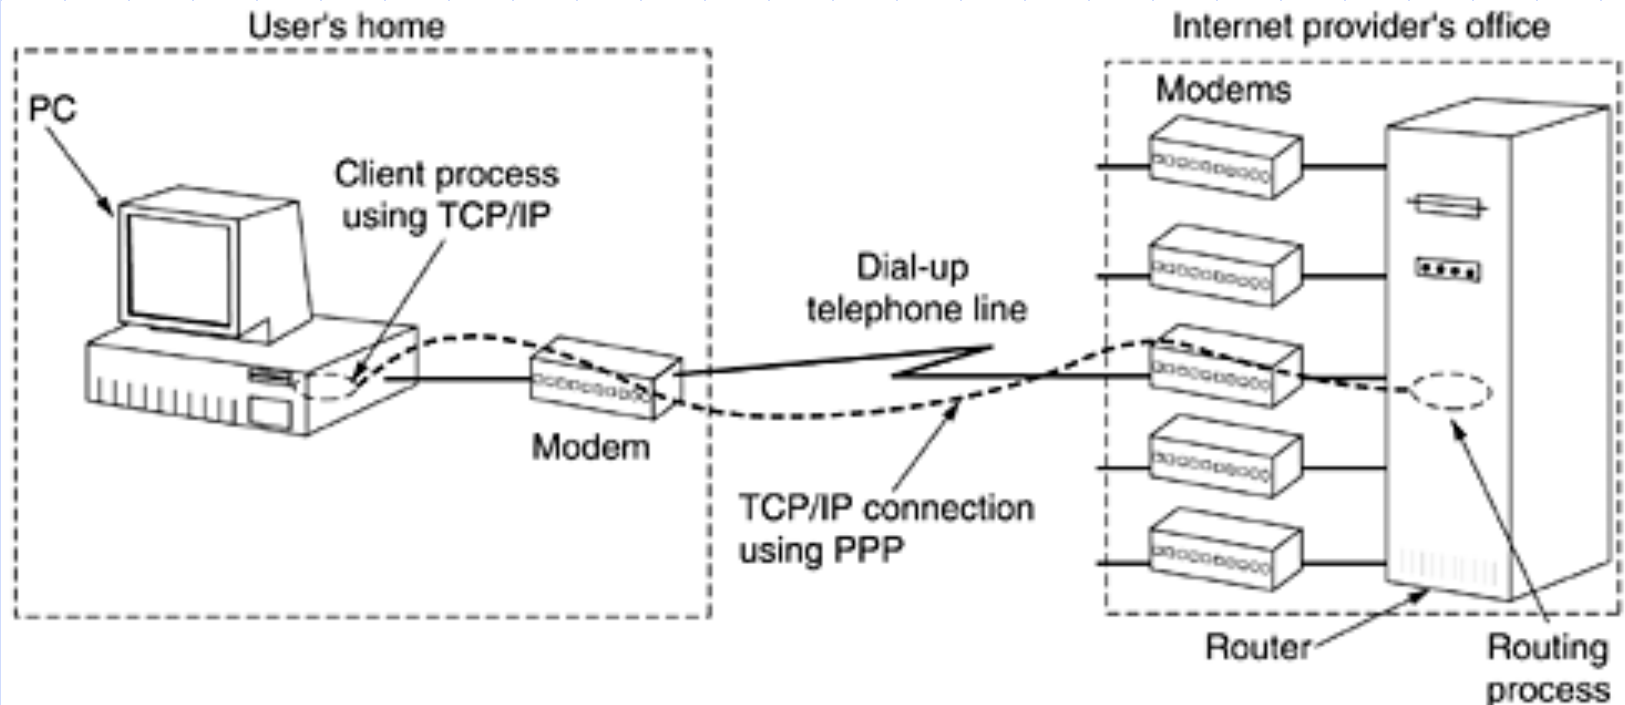 User's home
Internet provider's office
PC
Modems
Client process
using TCP/IP
Dial-up
telephone line
Modem
TCP/IP connection
using PPP
Router
Routing
process